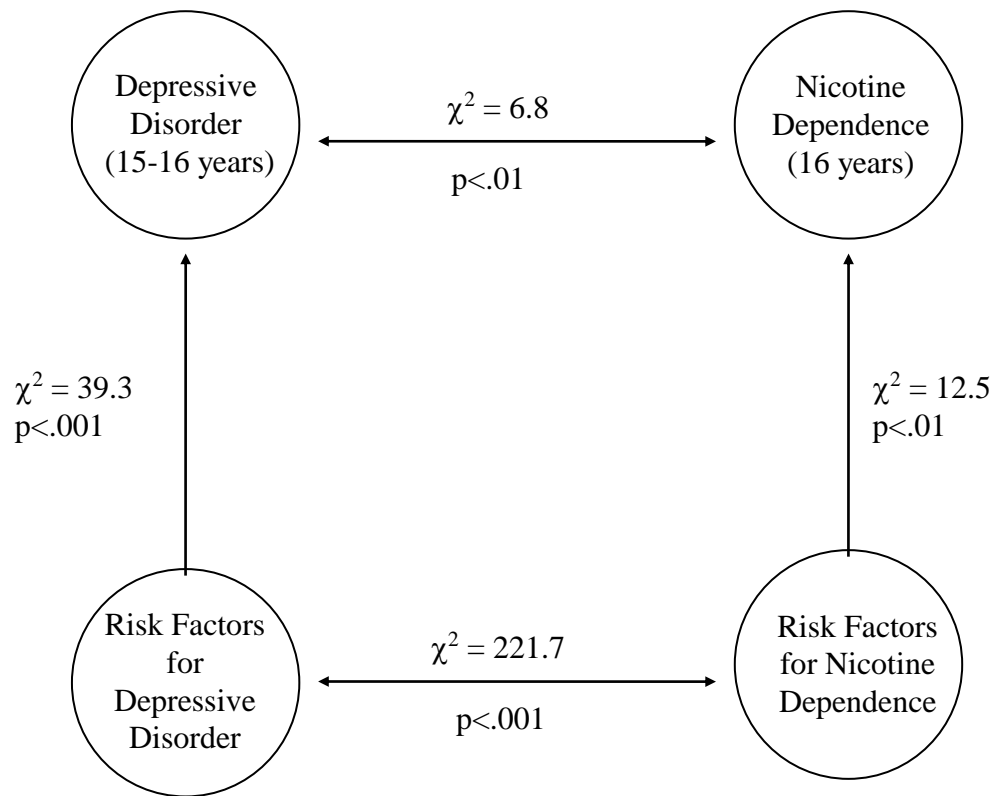 Depressive
Disorder
(15-16 years)
χ² = 6.8
p<.01
Nicotine
Dependence
(16 years)
χ² = 39.3
p<.001
χ² = 12.5
p<.01
Risk Factors
for
Depressive
Disorder
χ² = 221.7
p<.001
Risk Factors
for Nicotine
Dependence